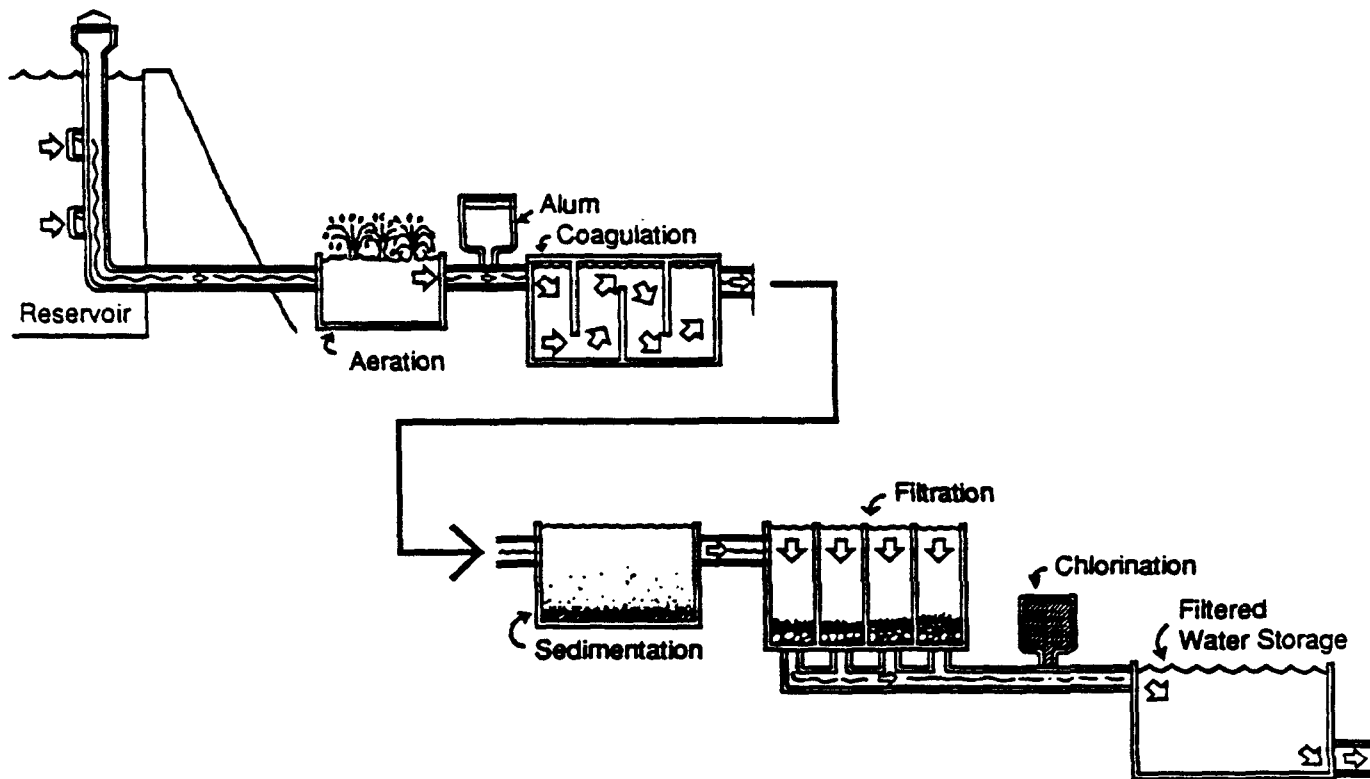 Alum
Coagulation
Reservoir
Aeration
Filtration
Chlorination
Filtered
Water Storage
Sedimentation